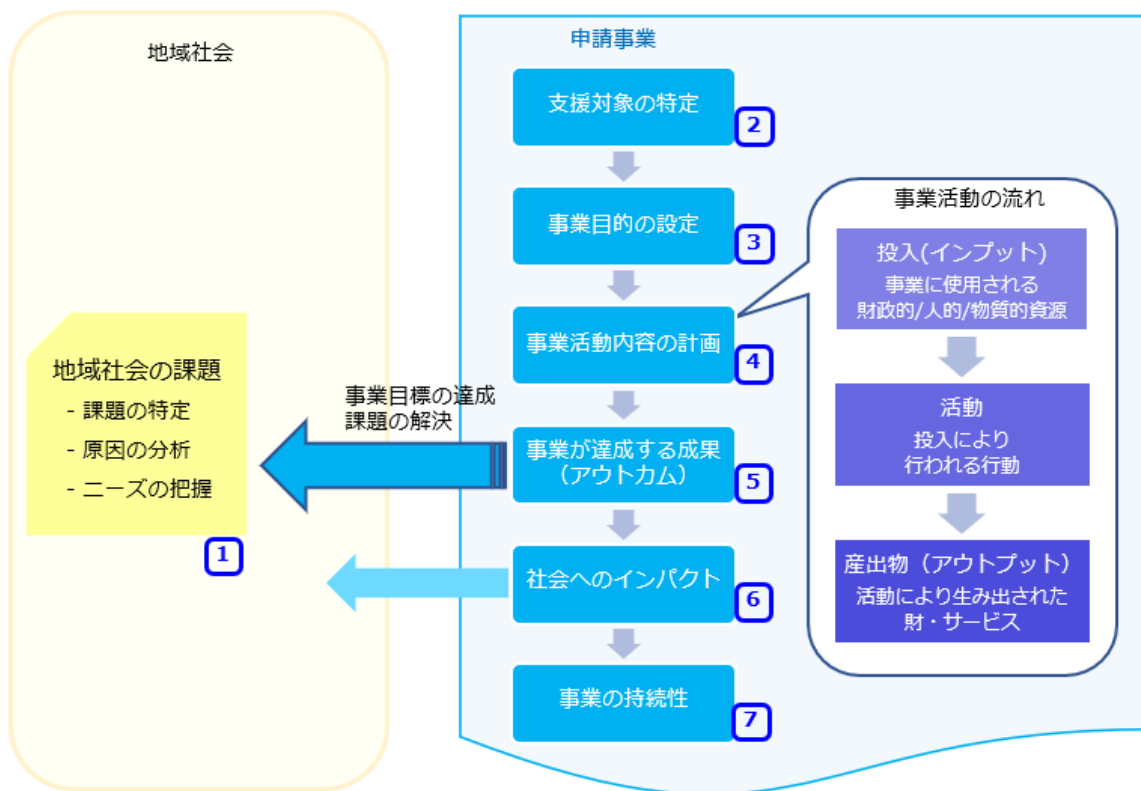 地域社会
地域社会の課題
- 課題の特定
- 原因の分析
- ニーズの把握
1
事業目標の達成
課題の解決
申請事業
支援対象の特定
2
事業目的の設定
3
事業活動内容の計画
4
事業が達成する成果
（アウトカム）
5
社会へのインパクト
6
事業の持続性
7
事業活動の流れ
投入(インプット)
事業に使用される
財政的/人的/物質的資源
活動
投入により
行われる行動
産出物（アウトプット）
活動により生み出された
財・サービス